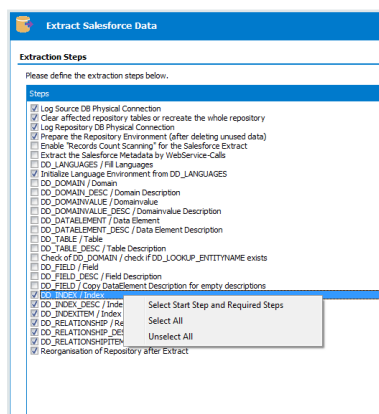 Extract Salesforce Data
Extraction Steps
Please define the extraction steps below.
Steps
Log Source DB Physical Connection
Clear affected repository tables or recreate the whole repository
Log Repository DB Physical Connection
Prepare the Repository Environment (after deleting unused data)
Enable "Records Count Scanning" for the Salesforce Extract
Extract the Salesforce Metadata by WebService-Calls
DD_LANGUAGES / Fill Languages
Initialize Language Environment from DD_LANGUAGES
DD_DOMAIN / Domain
DD_DOMAIN_DESC / Domain Description
DD_DOMAINVALUE / Domainvalue
DD_DOMAINVALUE_DESC / Domainvalue Description
DD_DATAELEMENT / Data Element
DD_DATAELEMENT_DESC / Data Element Description
DD_TABLE / Table
DD_TABLE_DESC / Table Description
Check of DD_DOMAIN / check if DD_LOOKUP_ENTITYNAME exists
DD_FIELD / Field
DD_FIELD_DESC / Field Description
DD_FIELD / Copy DataElement Description for empty descriptions
DD_INDEX / Index
DD_INDEX_DESC / Inde
DD_INDEXITEM / Index
DD_RELATIONSHIP / Re
DD_RELATIONSHIP_DES
DD_RELATIONSHIPITEM
Reorganisation of Repository after Extract
Select Start Step and Required Steps
Select All
Unselect All